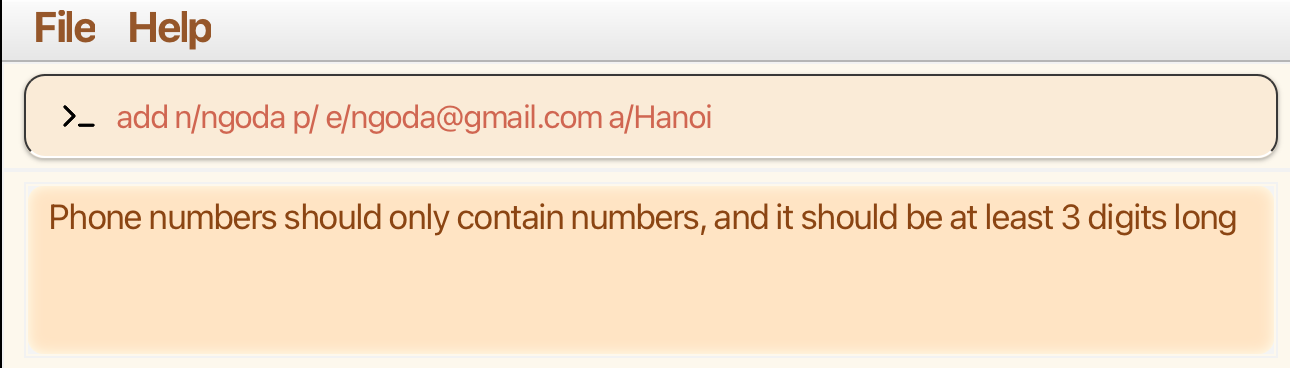 File Help
>_ add n/ngoda p/ e/ngoda@gmail.com a/Hanoi
Phone numbers should only contain numbers, and it should be at least 3 digits long